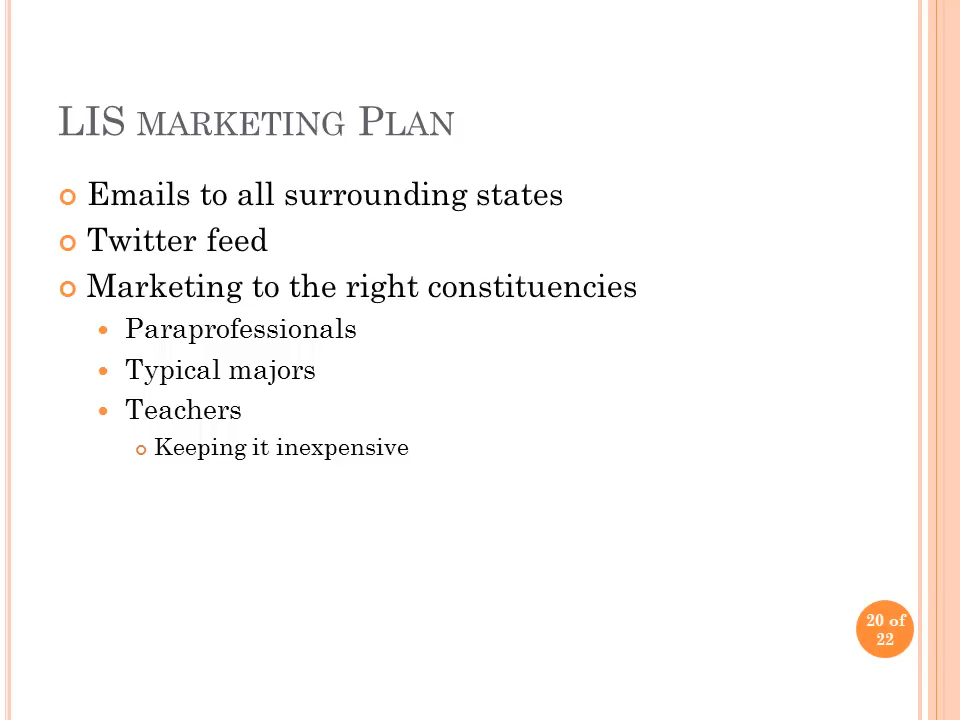 LIS MARKETING PLAN
Emails to all surrounding states
Twitter feed
Marketing to the right constituencies
Paraprofessionals
Typical majors
Teachers
Keeping it inexpensive
20 of
22